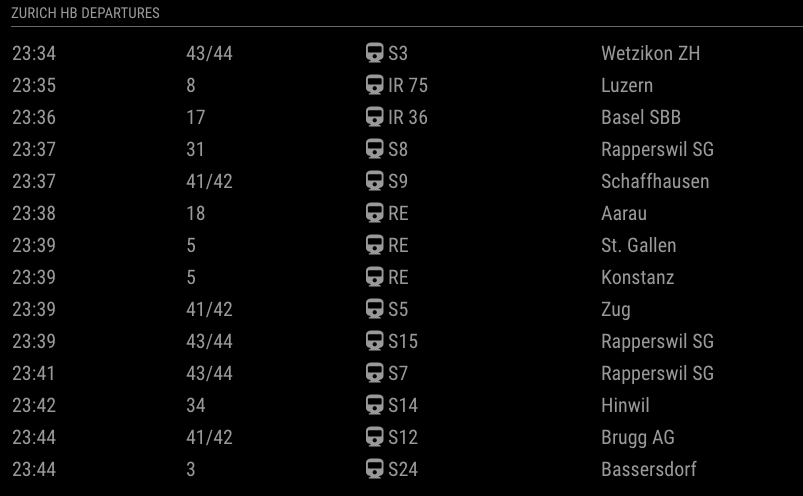 ZURICH HB DEPARTURES
23:34 43/44 S3 Wetzikon ZH
23:35 8 IR 75 Luzern
23:36 17 IR 36 Basel SBB
23:37 31 S8 Rapperswil SG
23:37 41/42 S9 Schaffhausen
23:38 18 RE Aarau
23:39 5 RE St. Gallen
23:39 5 RE Konstanz
23:39 41/42 S5 Zug
23:39 43/44 S15 Rapperswil SG
23:41 43/44 S7 Rapperswil SG
23:42 34 S14 Hinwil
23:44 41/42 S12 Brugg AG
23:44 3 S24 Bassersdorf